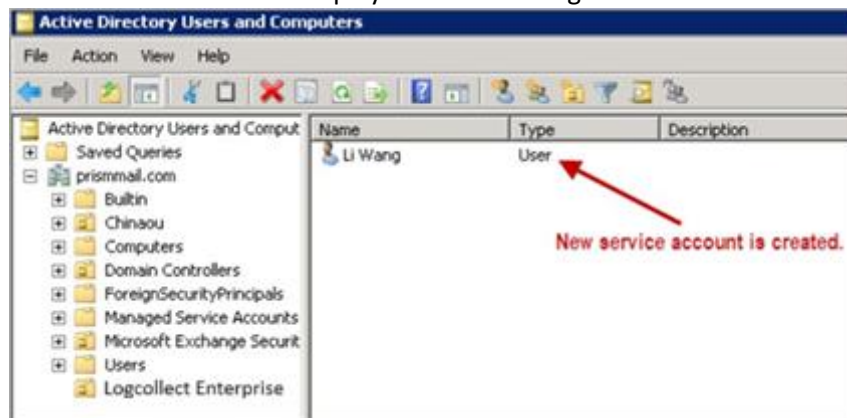 Active Directory Users and Computers
File Action View Help
Active Directory Users and Comput
Name Type Description
Saved Queries
Li Wang User
prismmail.com
Builtin
Chinaou
Computers
New service account is created.
Domain Controllers
ForeignSecurityPrincipals
Managed Service Accounts
Microsoft Exchange Securit
Users
Logcollect Enterprise